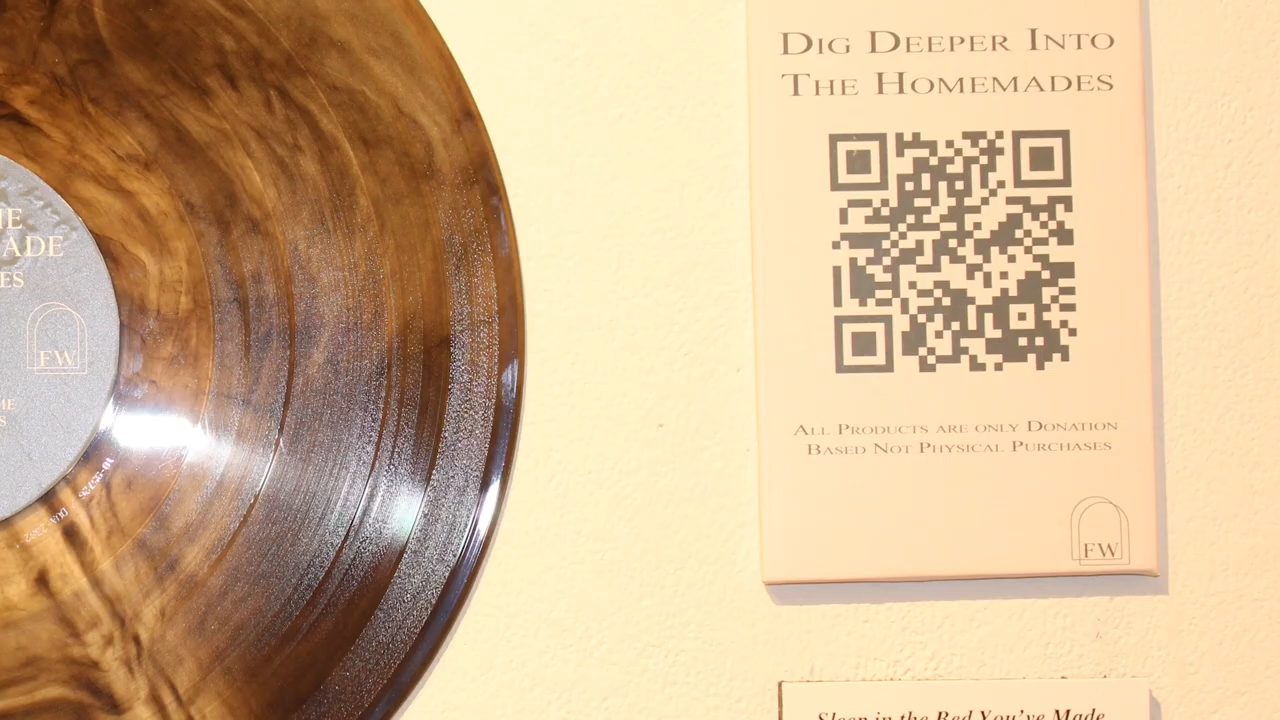 ADE
FW
Dig Deeper Into
The Homemades
All Products are only Donation
Based Not Physical Purchases
FW
Sleep in the Bed You've Made